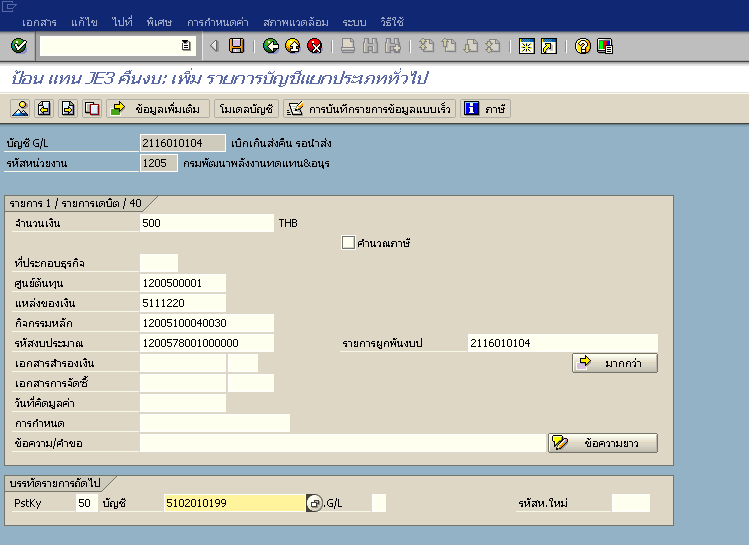 เอกสาร แก้ไข ไปที่ พิเศษ การกำหนดค่า สภาพแวดล้อม ระบบ วิธีใช้
ป้อน แทน JE3 คืนงบ: เพิ่ม รายการบัญชีแยกประเภททั่วไป
ข้อมูลเพิ่มเติม โมเดลบัญชี การบันทึกรายการข้อมูลแบบเร็ว ภาษี
บัญชี G/L 2116010104 เบิกเกินส่งคืน รอนำส่ง
รหัสหน่วยงาน 1205 กรมพัฒนาพลังงานทดแทน&อนุร
รายการ 1 / รายการเดบิต / 40
จำนวนเงิน 500 THB
คำนวณภาษี
ที่ประกอบธุรกิจ
ศูนย์ต้นทุน 1200500001
แหล่งของเงิน 5111220
กิจกรรมหลัก 12005100040030
รหัสงบประมาณ 12005780010000​00 รายการผูกพันงบป 2116010104
เอกสารสำรองเงิน มากกว่า
เอกสารการจัดซื้
วันที่คิดมูลค่า
การกำหนด
ข้อความ/คำขอ ข้อความยาว
บรรทัดรายการถัดไป
PstKy 50 บัญชี 5102010199 .G/L รหัสห.ใหม่